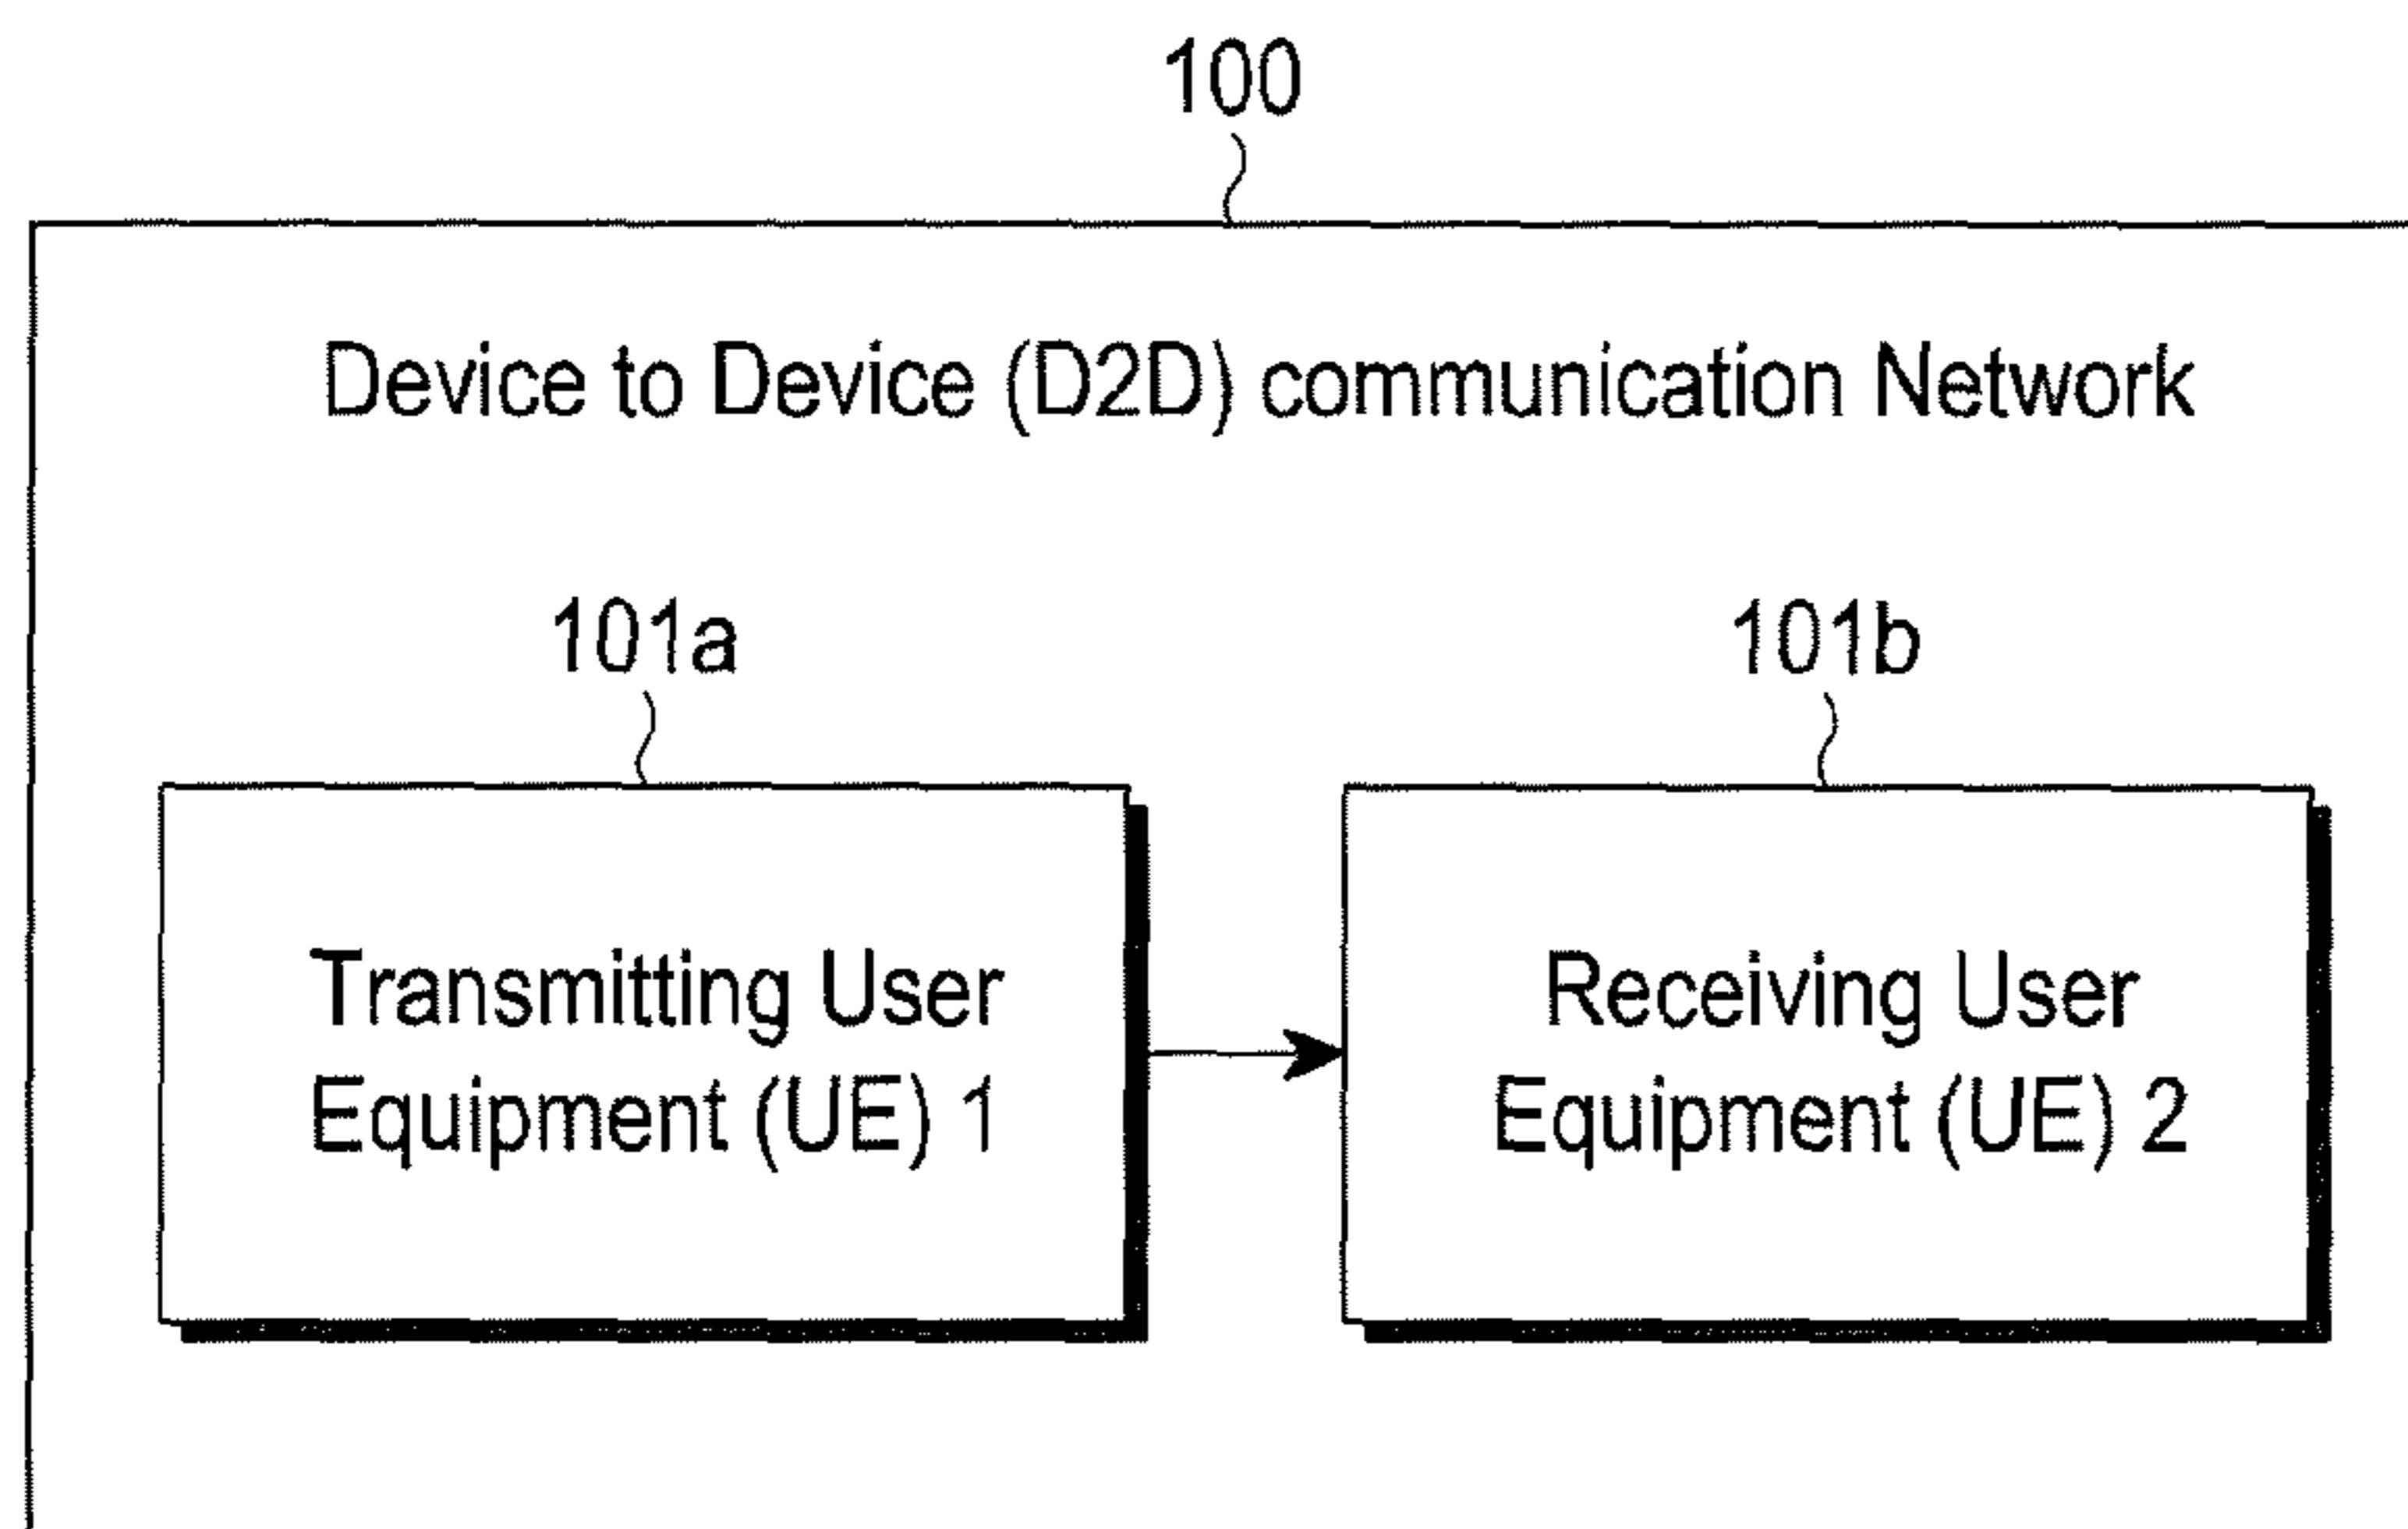 100
Device to Device (D2D) communication Network
101a
101b
Transmitting User
Equipment (UE) 1
Receiving User
Equipment (UE) 2